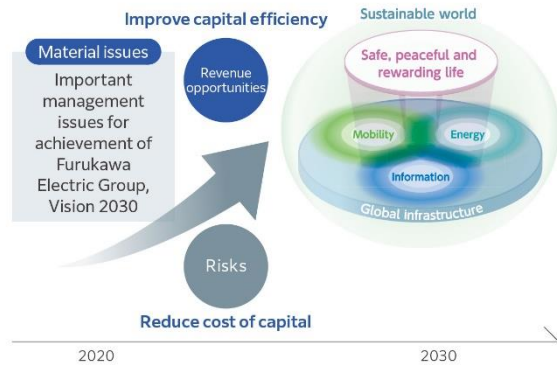 Improve capital efficiency
Material issues
Important
management
issues for
achievement of
Furukawa
Electric Group,
Vision 2030
Revenue
opportunities
Risks
Reduce cost of capital
Sustainable world
Safe, peaceful and
rewarding life
Mobility
Energy
Information
Global infrastructure
2020
2030